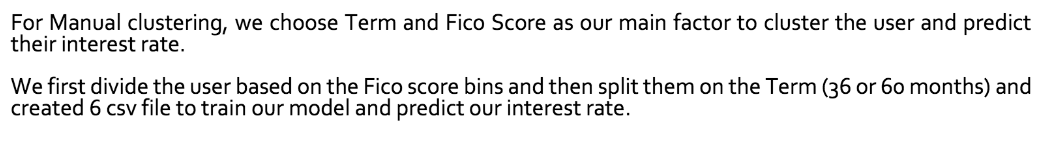 For Manual clustering, we choose Term and Fico Score as our main factor to cluster the user and predict
their interest rate.
We first divide the user based on the Fico score bins and then split them on the Term (36 or 60 months) and
created 6 csv file to train our model and predict our interest rate.